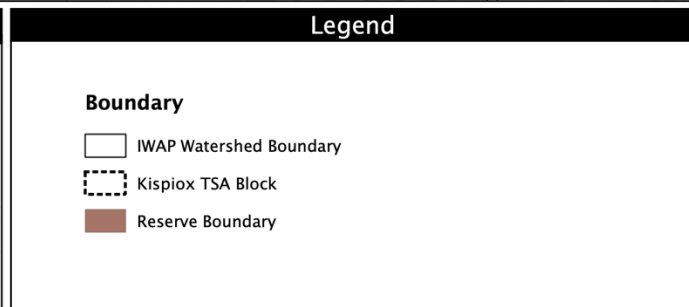 Legend
Boundary
IWAP Watershed Boundary
Kispiox TSA Block
Reserve Boundary